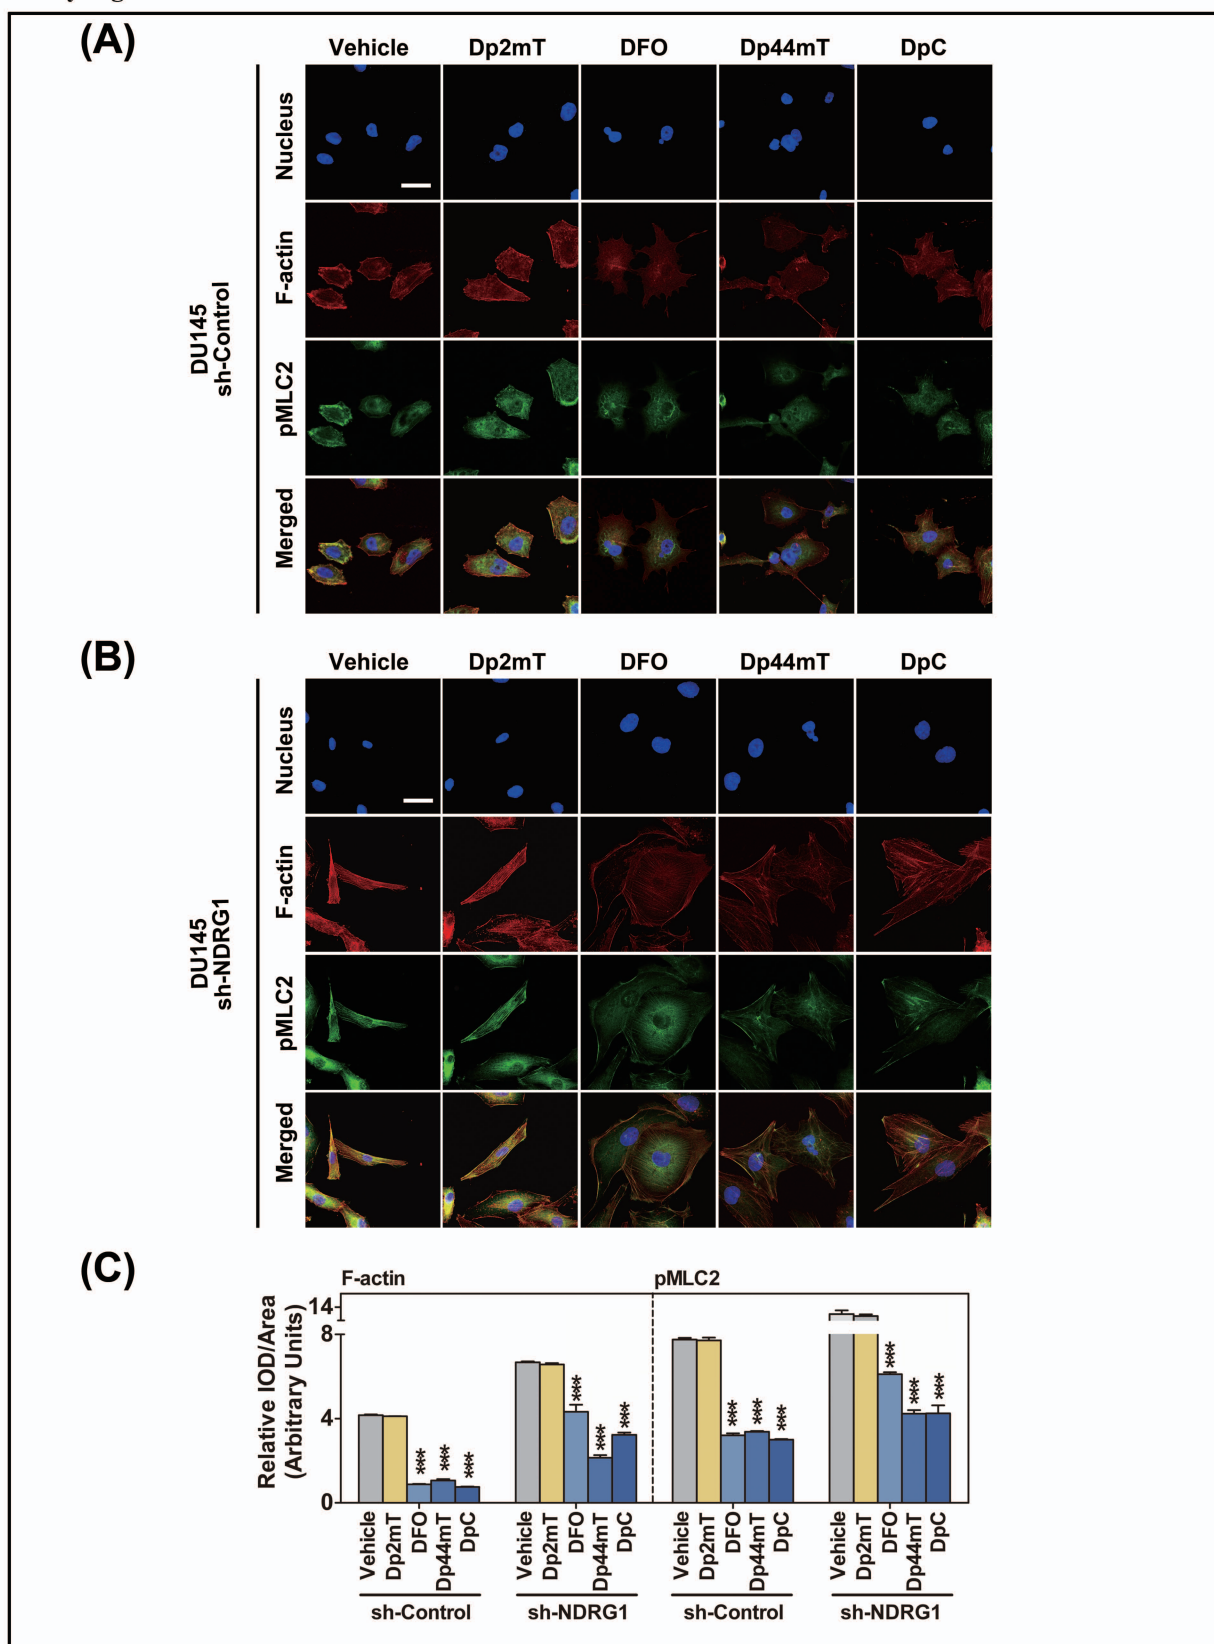 (A)
Vehicle Dp2mT DFO Dp44mT DpC
DU145
sh-Control
Nucleus
F-actin
pMLC2
Merged
(B)
Vehicle Dp2mT DFO Dp44mT DpC
DU145
sh-NDRG1
Nucleus
F-actin
pMLC2
Merged
(C)
F-actin pMLC2
Relative IOD/Area
(Arbitrary Units)
14
8
4
0
*** *** *** *** *** *** *** *** *** *** *** ***
Vehicle Dp2mT DFO Dp44mT DpC Vehicle Dp2mT DFO Dp44mT DpC Vehicle Dp2mT DFO Dp44mT DpC Vehicle Dp2mT DFO Dp44mT DpC
sh-Control sh-NDRG1 sh-Control sh-NDRG1